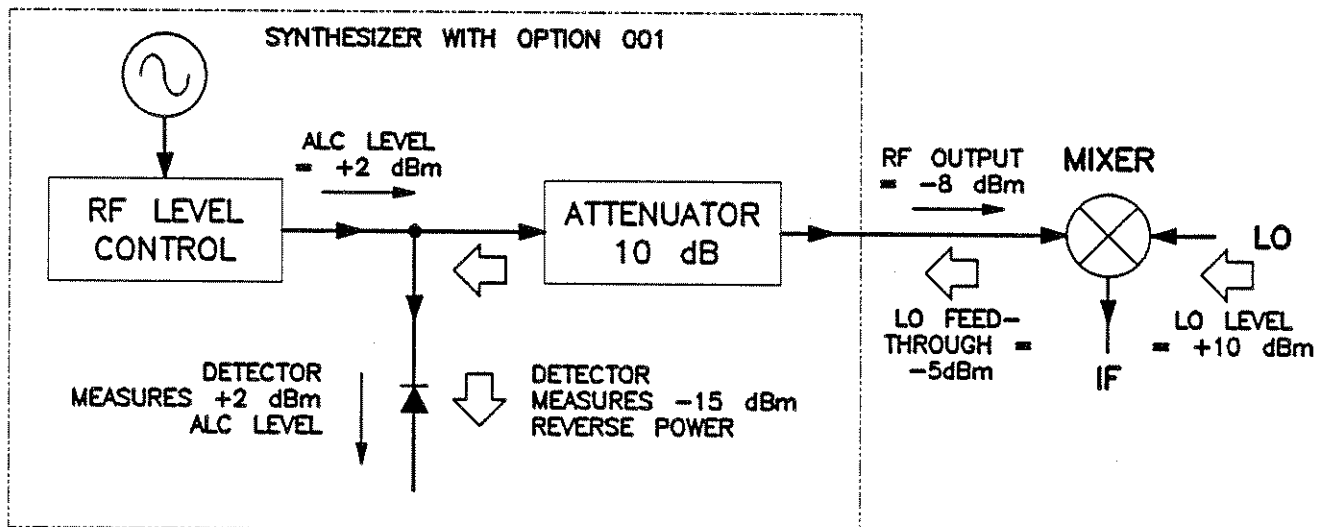 SYNTHESIZER WITH OPTION 001
ALC LEVEL
= +2 dBm
RF LEVEL
CONTROL
ATTENUATOR
10 dB
RF OUTPUT
= -8 dBm
MIXER
LO
LO FEED-
THROUGH =
-5dBm
LO LEVEL
= +10 dBm
IF
DETECTOR
MEASURES +2 dBm
ALC LEVEL
DETECTOR
MEASURES -15 dBm
REVERSE POWER